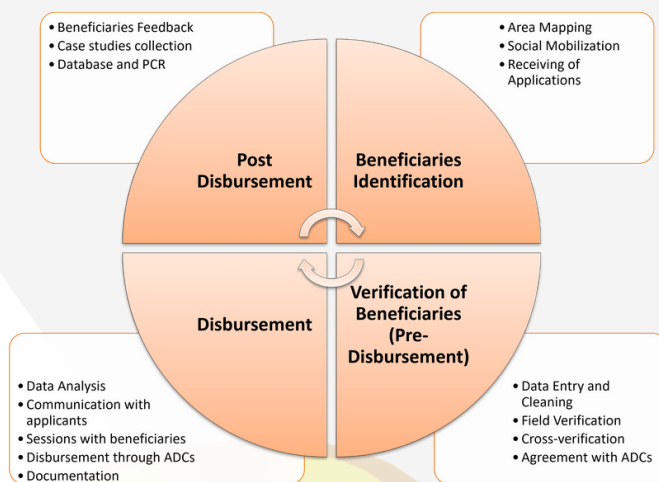 • Beneficiaries Feedback
• Case studies collection
• Database and PCR
• Area Mapping
• Social Mobilization
• Receiving of
Applications
Post
Disbursement
Beneficiaries
Identification
Disbursement
Verification of
Beneficiaries
(Pre-
Disbursement)
• Data Analysis
• Communication with
applicants
• Sessions with beneficiaries
• Disbursement through ADCs
• Documentation
• Data Entry and
Cleaning
• Field Verification
• Cross-verification
• Agreement with ADCs